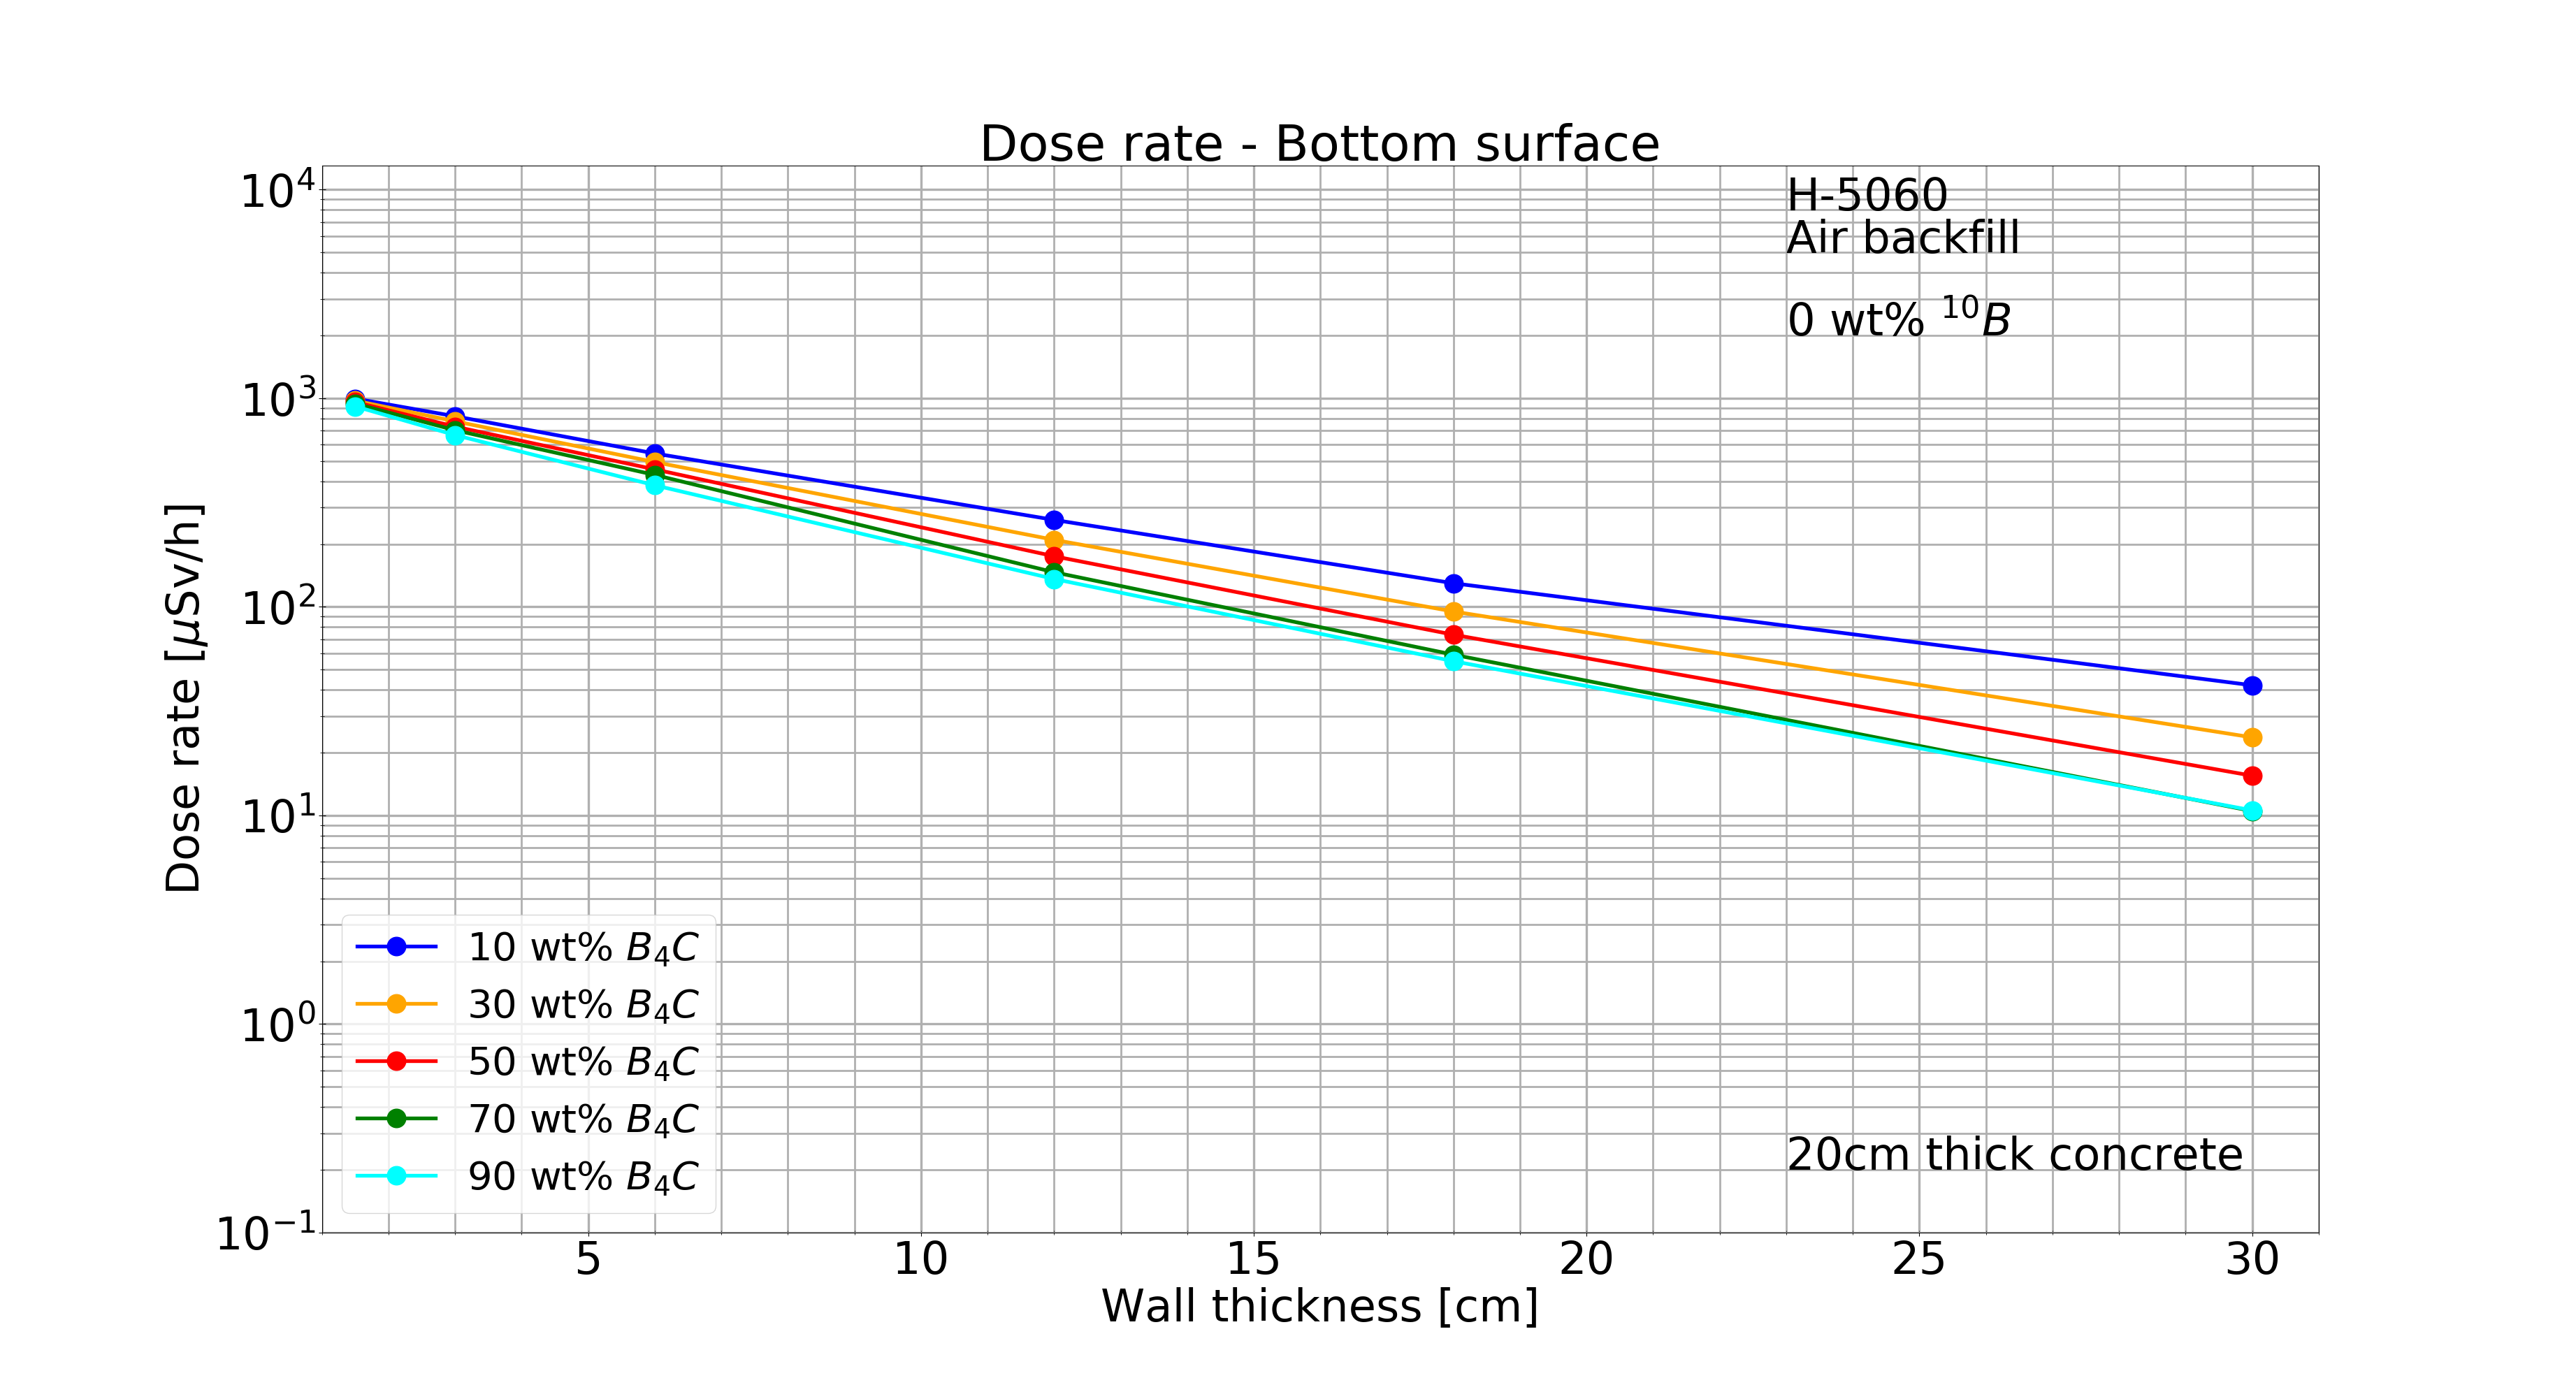 Dose rate - Bottom surface
H-5060
Air backfill
0 wt% ¹⁰B
10⁴
10³
10²
10¹
10⁰
10⁻¹
Dose rate [μSv/h]
10 wt% B₄C
30 wt% B₄C
50 wt% B₄C
70 wt% B₄C
90 wt% B₄C
20cm thick concrete
5 10 15 20 25 30
Wall thickness [cm]